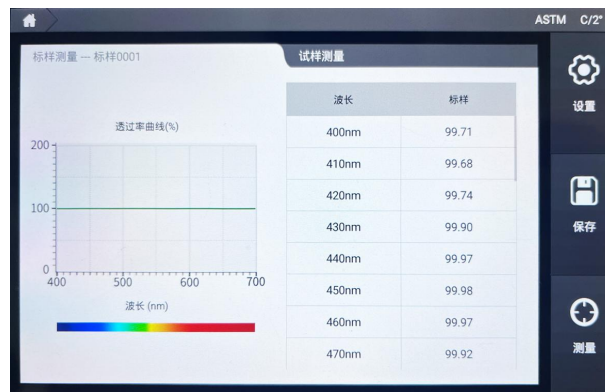 ASTM C/2°
标样测量 — 标样0001
试样测量
设置
波长 标样
透过率曲线(%)
400nm 99.71
200
410nm 99.68
420nm 99.74
保存
100
430nm 99.90
440nm 99.97
0
400 500 600 700
450nm 99.98
波长 (nm)
460nm 99.97
测量
470nm 99.92